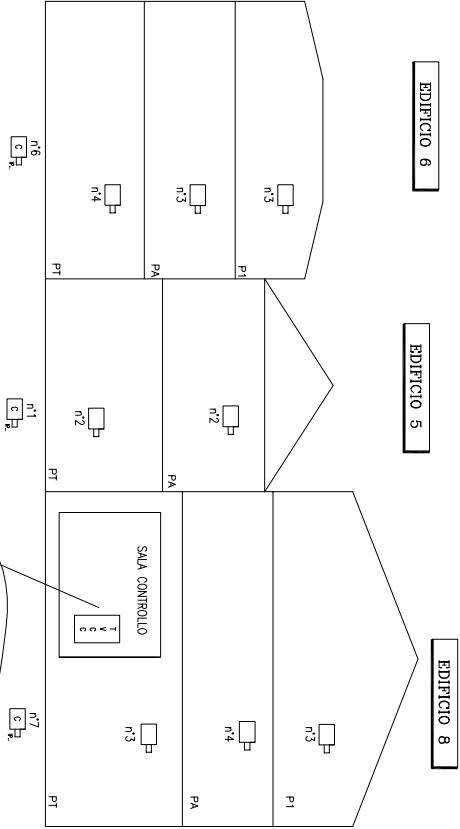 EDIFICIO 6
EDIFICIO 5
EDIFICIO 8
n°3
P1
n°3
PA
n°4
PT
n°6
C
P.
n°2
PA
n°2
PT
n°1
C
P.
n°3
P1
n°4
PA
SALA CONTROLLO
T
V
C
C
n°3
PT
n°7
C
P.